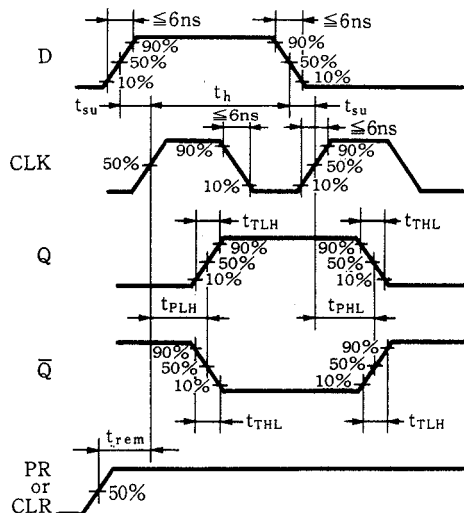 ≦6ns ≦6ns
D 90% 50% 10% 90% 50% 10%
tsu th tsu
≦6ns ≦6ns
CLK 50% 90% 10% 90% 50% 10%
tTLH tTHL
Q 90% 50% 10% 90% 50% 10%
tPLH tPHL
Q̅ 90% 50% 10% 90% 50% 10%
tTHL tTLH
trem
PR
or
CLR 50%